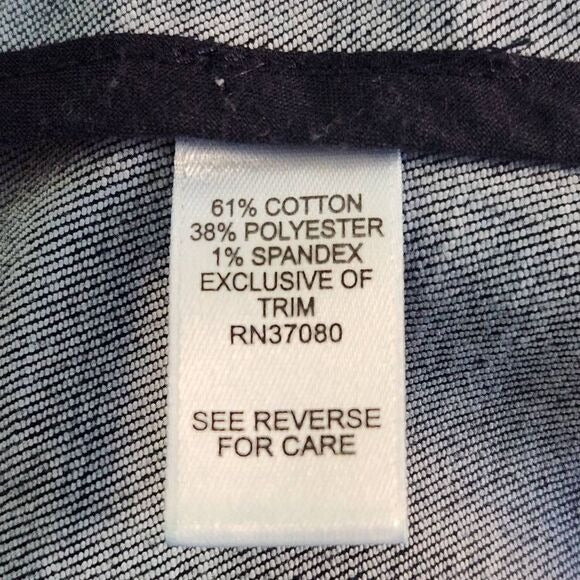 61% COTTON
38% POLYESTER
1% SPANDEX
EXCLUSIVE OF
TRIM
RN37080
SEE REVERSE
FOR CARE